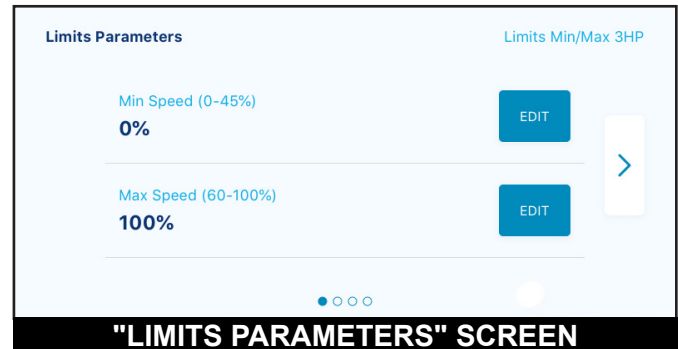 Limits Parameters Limits Min/Max 3HP
Min Speed (0-45%)
0%
EDIT
Max Speed (60-100%)
100%
EDIT
"LIMITS PARAMETERS" SCREEN